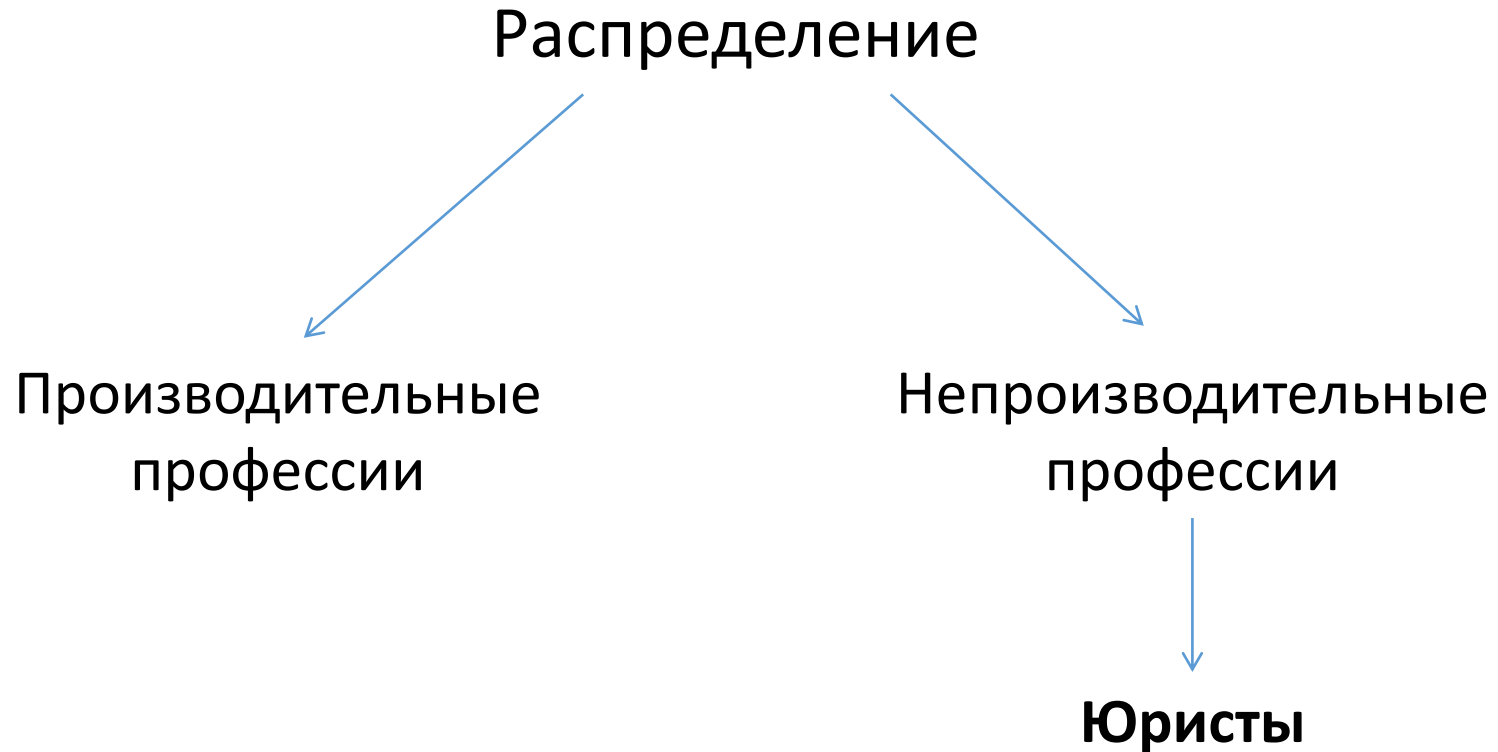 Распределение
Производительные
профессии
Непроизводительные
профессии
Юристы